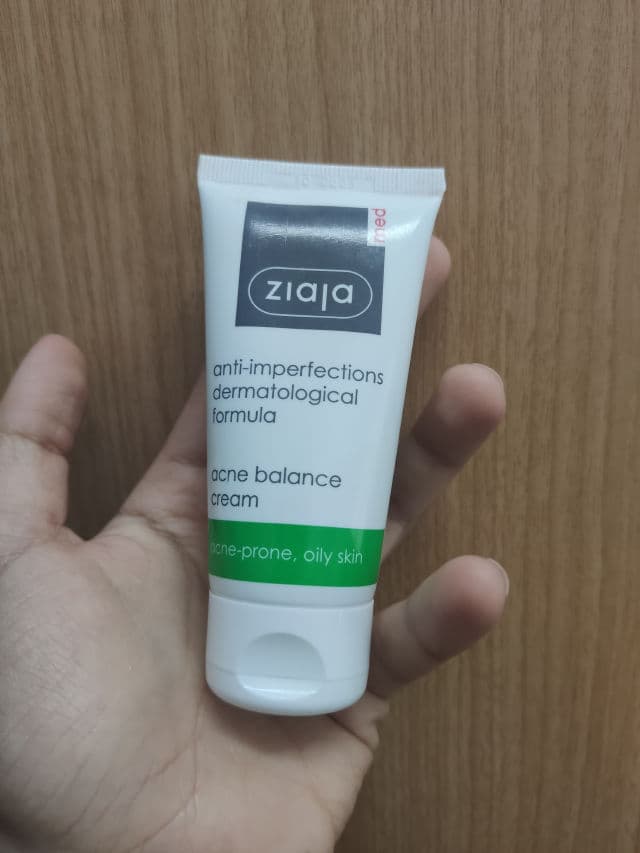 med
ziaja
anti-imperfections
dermatological
formula
acne balance
cream
acne-prone, oily skin